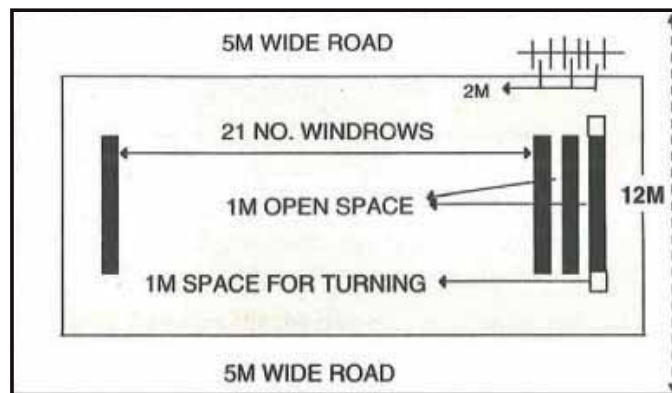 5M WIDE ROAD
2M
21 NO. WINDROWS
1M OPEN SPACE
12M
1M SPACE FOR TURNING
5M WIDE ROAD